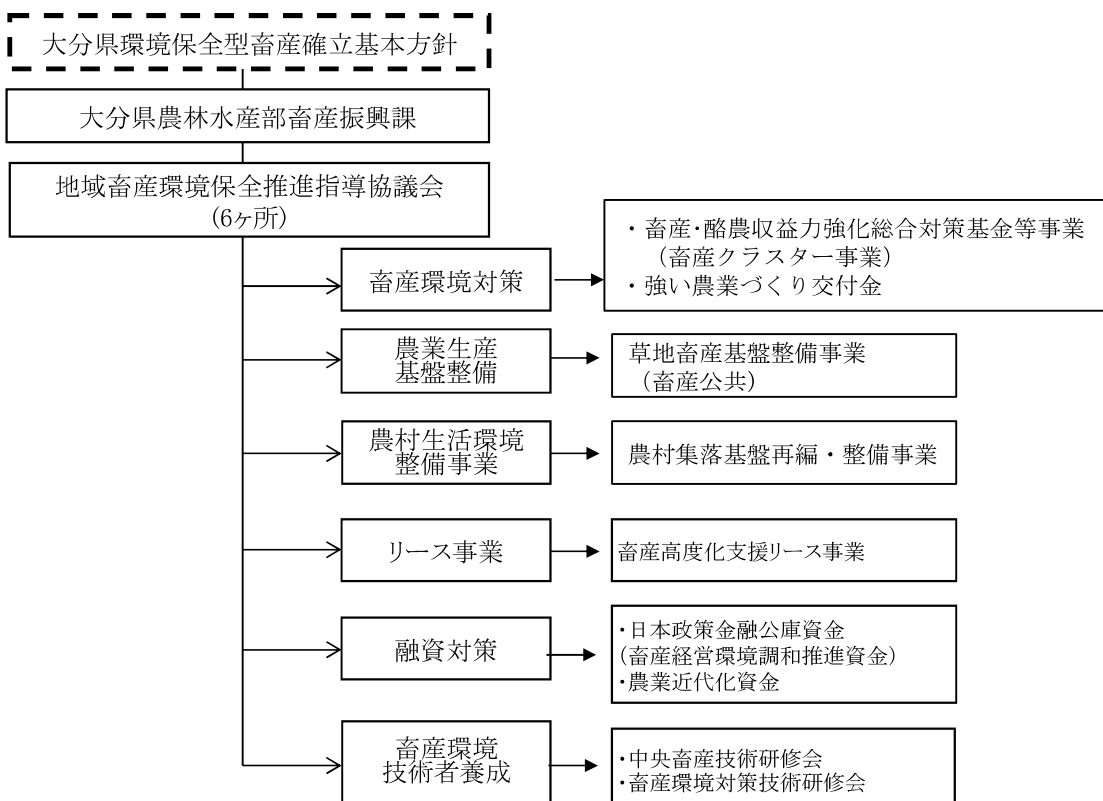 大分県環境保全型畜産確立基本方針
大分県農林水産部畜産振興課
地域畜産環境保全推進指導協議会
(6ヶ所)
畜産環境対策
・畜産・酪農収益力強化総合対策基金等事業
（畜産クラスター事業）
・強い農業づくり交付金
農業生産
基盤整備
草地畜産基盤整備事業
（畜産公共）
農村生活環境
整備事業
農村集落基盤再編・整備事業
リース事業
畜産高度化支援リース事業
融資対策
・日本政策金融公庫資金
(畜産経営環境調和推進資金)
・農業近代化資金
畜産環境
技術者養成
・中央畜産技術研修会
・畜産環境対策技術研修会